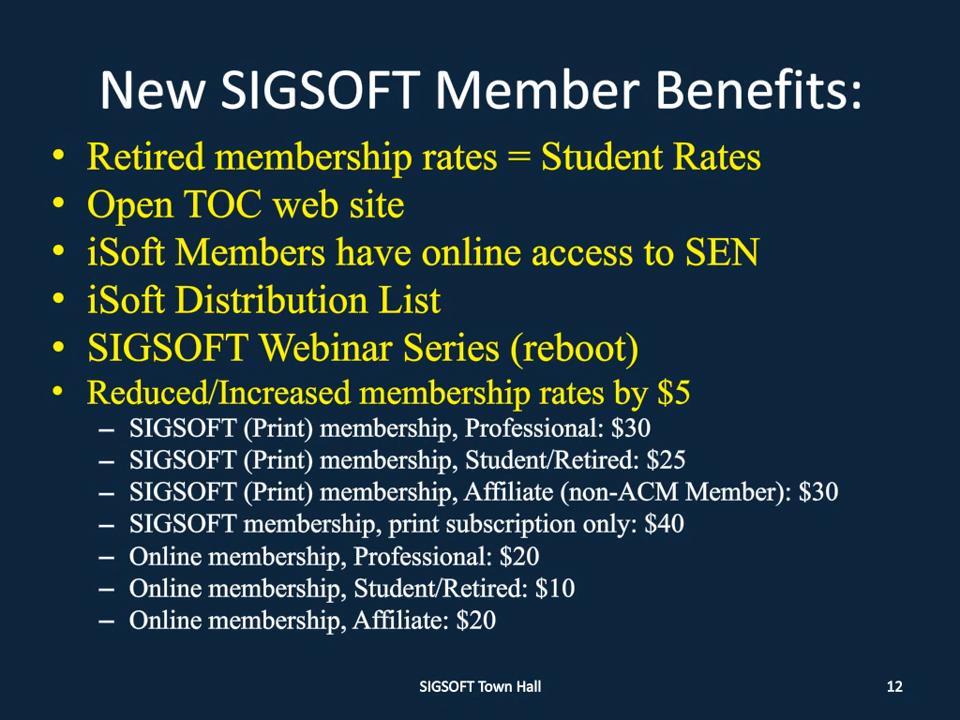 New SIGSOFT Member Benefits:
• Retired membership rates = Student Rates
• Open TOC web site
• iSoft Members have online access to SEN
• iSoft Distribution List
• SIGSOFT Webinar Series (reboot)
• Reduced/Increased membership rates by $5
– SIGSOFT (Print) membership, Professional: $30
– SIGSOFT (Print) membership, Student/Retired: $25
– SIGSOFT (Print) membership, Affiliate (non-ACM Member): $30
– SIGSOFT membership, print subscription only: $40
– Online membership, Professional: $20
– Online membership, Student/Retired: $10
– Online membership, Affiliate: $20
SIGSOFT Town Hall 12